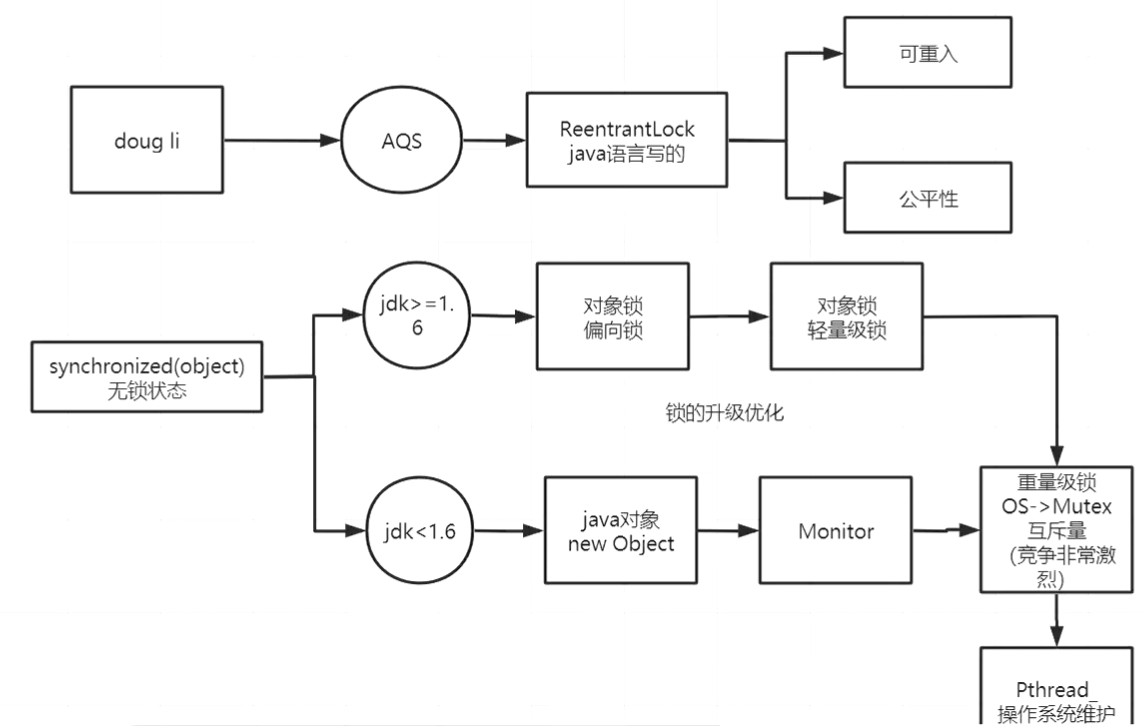 doug li
AQS
ReentrantLock
java语言写的
可重入
公平性
synchronized(object)
无锁状态
jdk>=1.
6
对象锁
偏向锁
对象锁
轻量级锁
锁的升级优化
jdk<1.6
java对象
new Object
Monitor
重量级锁
OS->Mutex
互斥量
(竞争非常激
烈)
Pthread_
操作系统维护